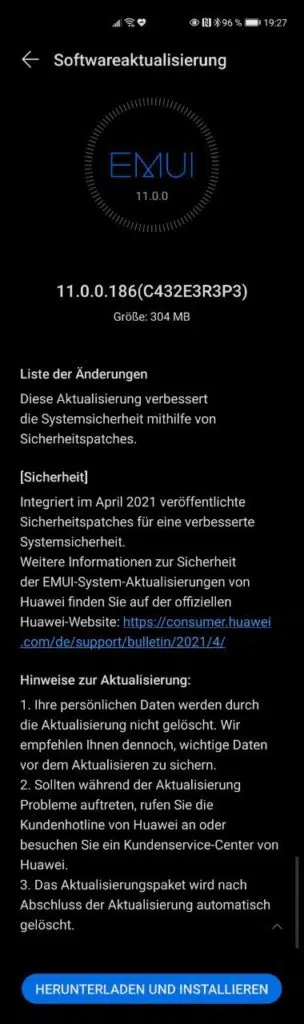 96 % 19:27
Softwareaktualisierung
EMUI
11.0.0
11.0.0.186(C432E3R3P3)
Größe: 304 MB
Liste der Änderungen
Diese Aktualisierung verbessert
die Systemsicherheit mithilfe von
Sicherheitspatches.
[Sicherheit]
Integriert im April 2021 veröffentlichte
Sicherheitspatches für eine verbesserte
Systemsicherheit.
Weitere Informationen zur Sicherheit
der EMUI-System-Aktualisierungen von
Huawei finden Sie auf der offiziellen
Huawei-Website: https://consumer.huawei
.com/de/support/bulletin/2021/4/
Hinweise zur Aktualisierung:
1. Ihre persönlichen Daten werden durch
die Aktualisierung nicht gelöscht. Wir
empfehlen Ihnen dennoch, wichtige Daten
vor dem Aktualisieren zu sichern.
2. Sollten während der Aktualisierung
Probleme auftreten, rufen Sie die
Kundenhotline von Huawei an oder
besuchen Sie ein Kundenservice-Center von
Huawei.
3. Das Aktualisierungspaket wird nach
Abschluss der Aktualisierung automatisch
gelöscht.
HERUNTERLADEN UND INSTALLIEREN